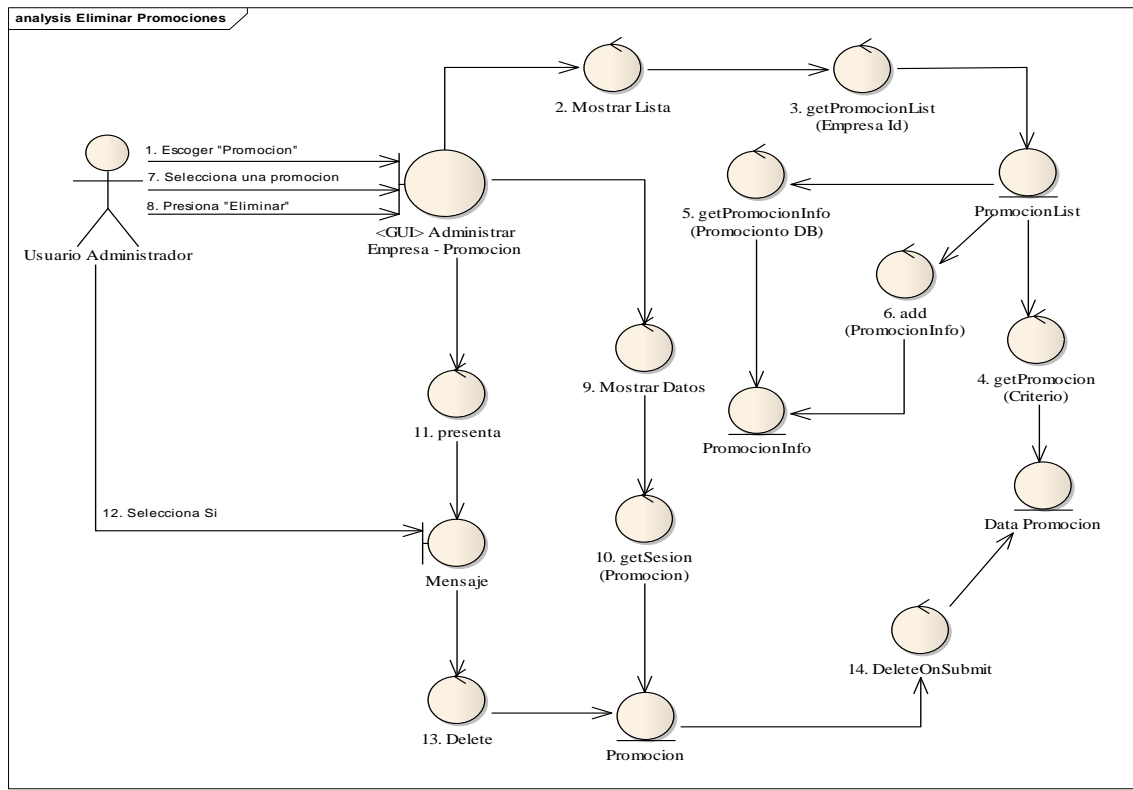 analysis Eliminar Promociones
2. Mostrar Lista
3. getPromocionList
(Empresa Id)
1. Escoger "Promocion"
7. Selecciona una promocion
8. Presiona "Eliminar"
Usuario Administrador
<GUI> Administrar
Empresa - Promocion
5. getPromocionInfo
(Promocionto DB)
PromocionList
6. add
(PromocionInfo)
9. Mostrar Datos
4. getPromocion
(Criterio)
11. presenta
PromocionInfo
12. Selecciona Si
Data Promocion
10. getSesion
(Promocion)
Mensaje
14. DeleteOnSubmit
13. Delete
Promocion